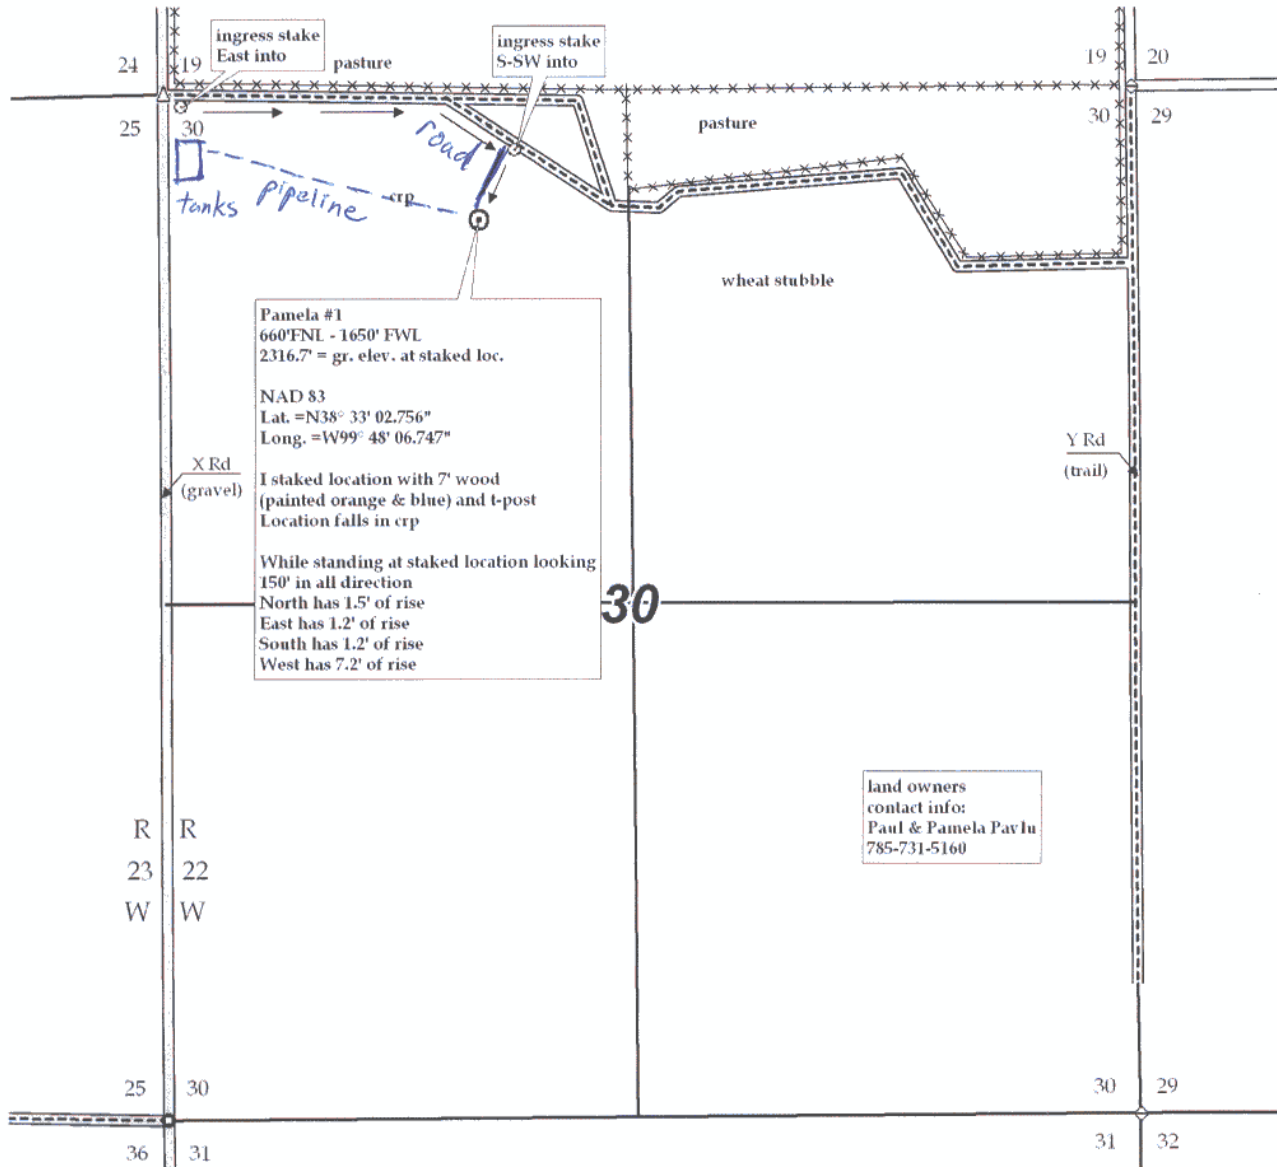 ingress stake
East into
ingress stake
S-SW into
24
19
pasture
19
20
25
30
pasture
30
29
road
tanks
pipeline
crp
wheat stubble
Pamela #1
660'FNL - 1650' FWL
2316.7' = gr. elev. at staked loc.
NAD 83
Lat. =N38° 33' 02.756"
Long. =W99° 48' 06.747"
I staked location with 7' wood
(painted orange & blue) and t-post
Location falls in crp
While standing at staked location looking
150' in all direction
North has 1.5' of rise
East has 1.2' of rise
South has 1.2' of rise
West has 7.2' of rise
X Rd
(gravel)
Y Rd
(trail)
30
land owners
contact info:
Paul & Pamela Pavlu
785-731-5160
R
R
23
22
W
W
25
30
30
29
36
31
31
32